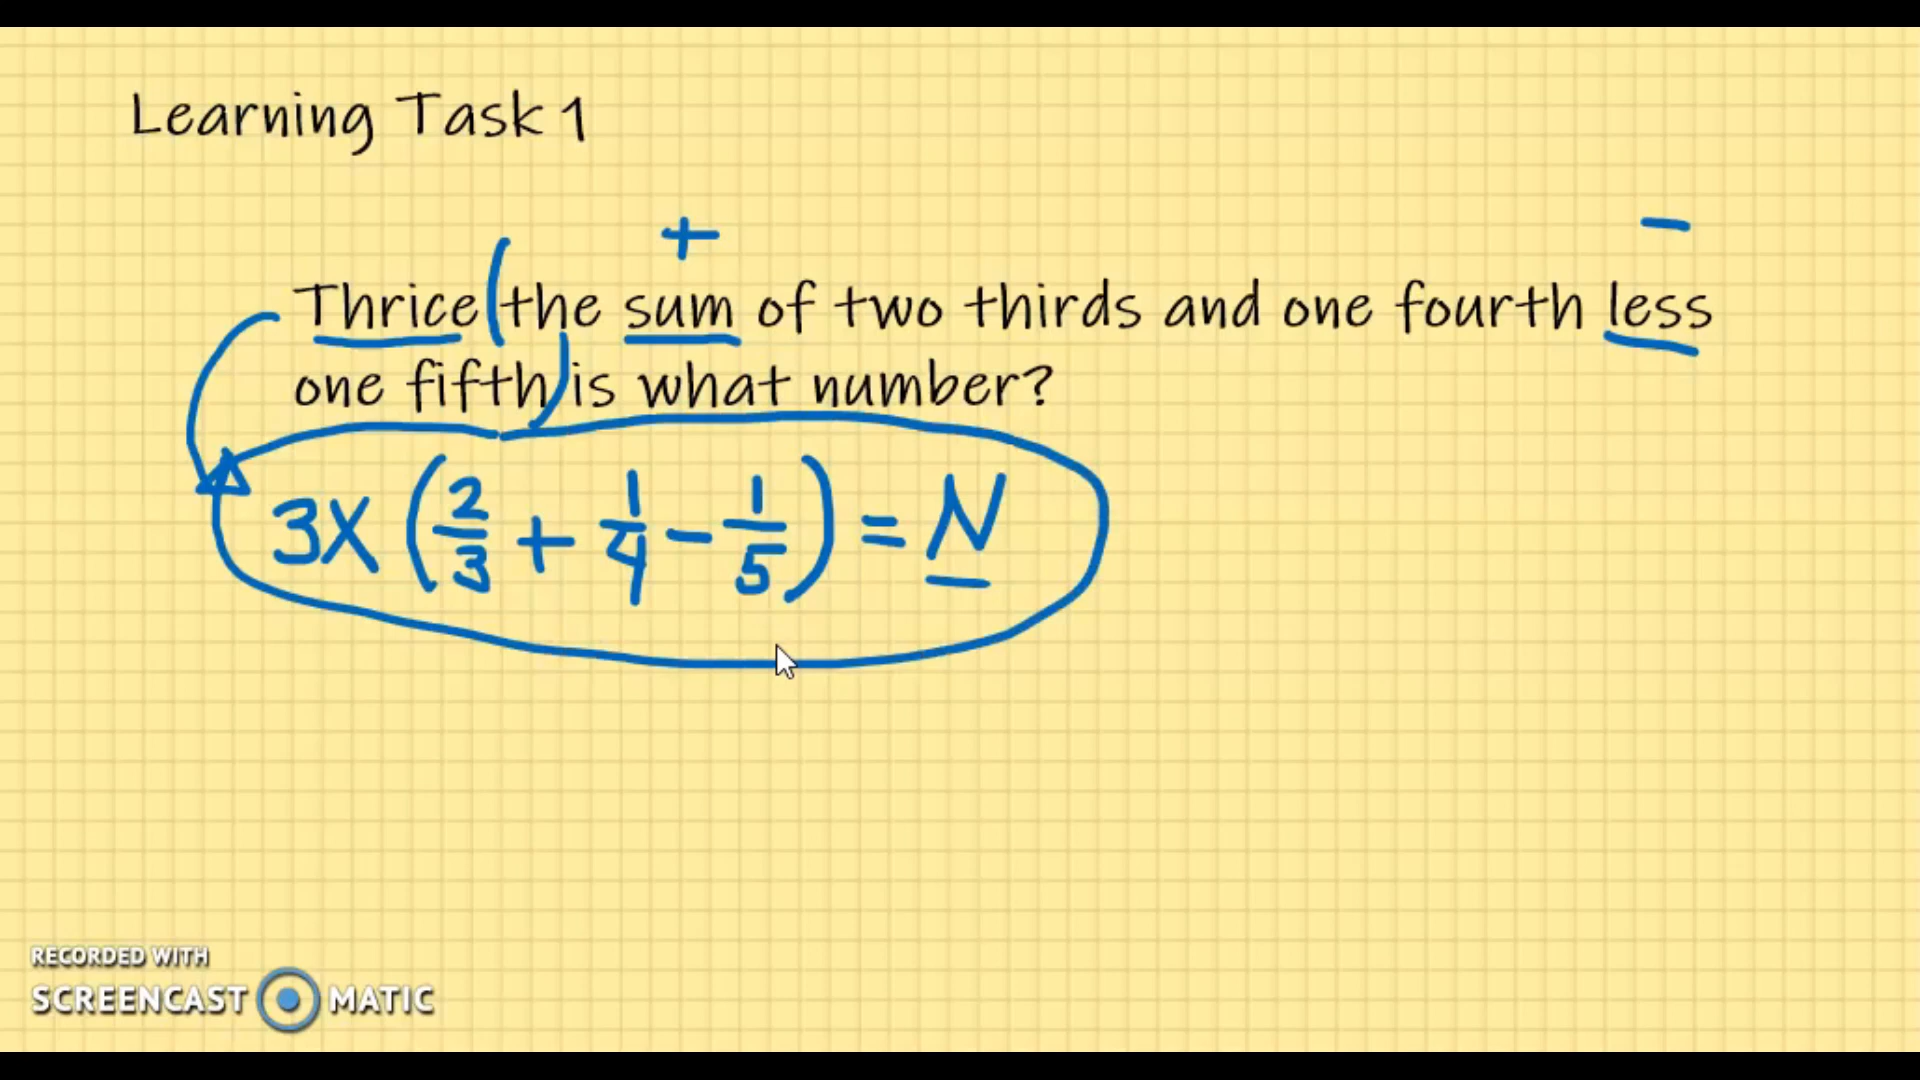 Learning Task 1
+ −
Thrice (the sum of two thirds and one fourth less
one fifth) is what number?
3X (2/3 + 1/4 − 1/5) = N
RECORDED WITH
SCREENCAST MATIC